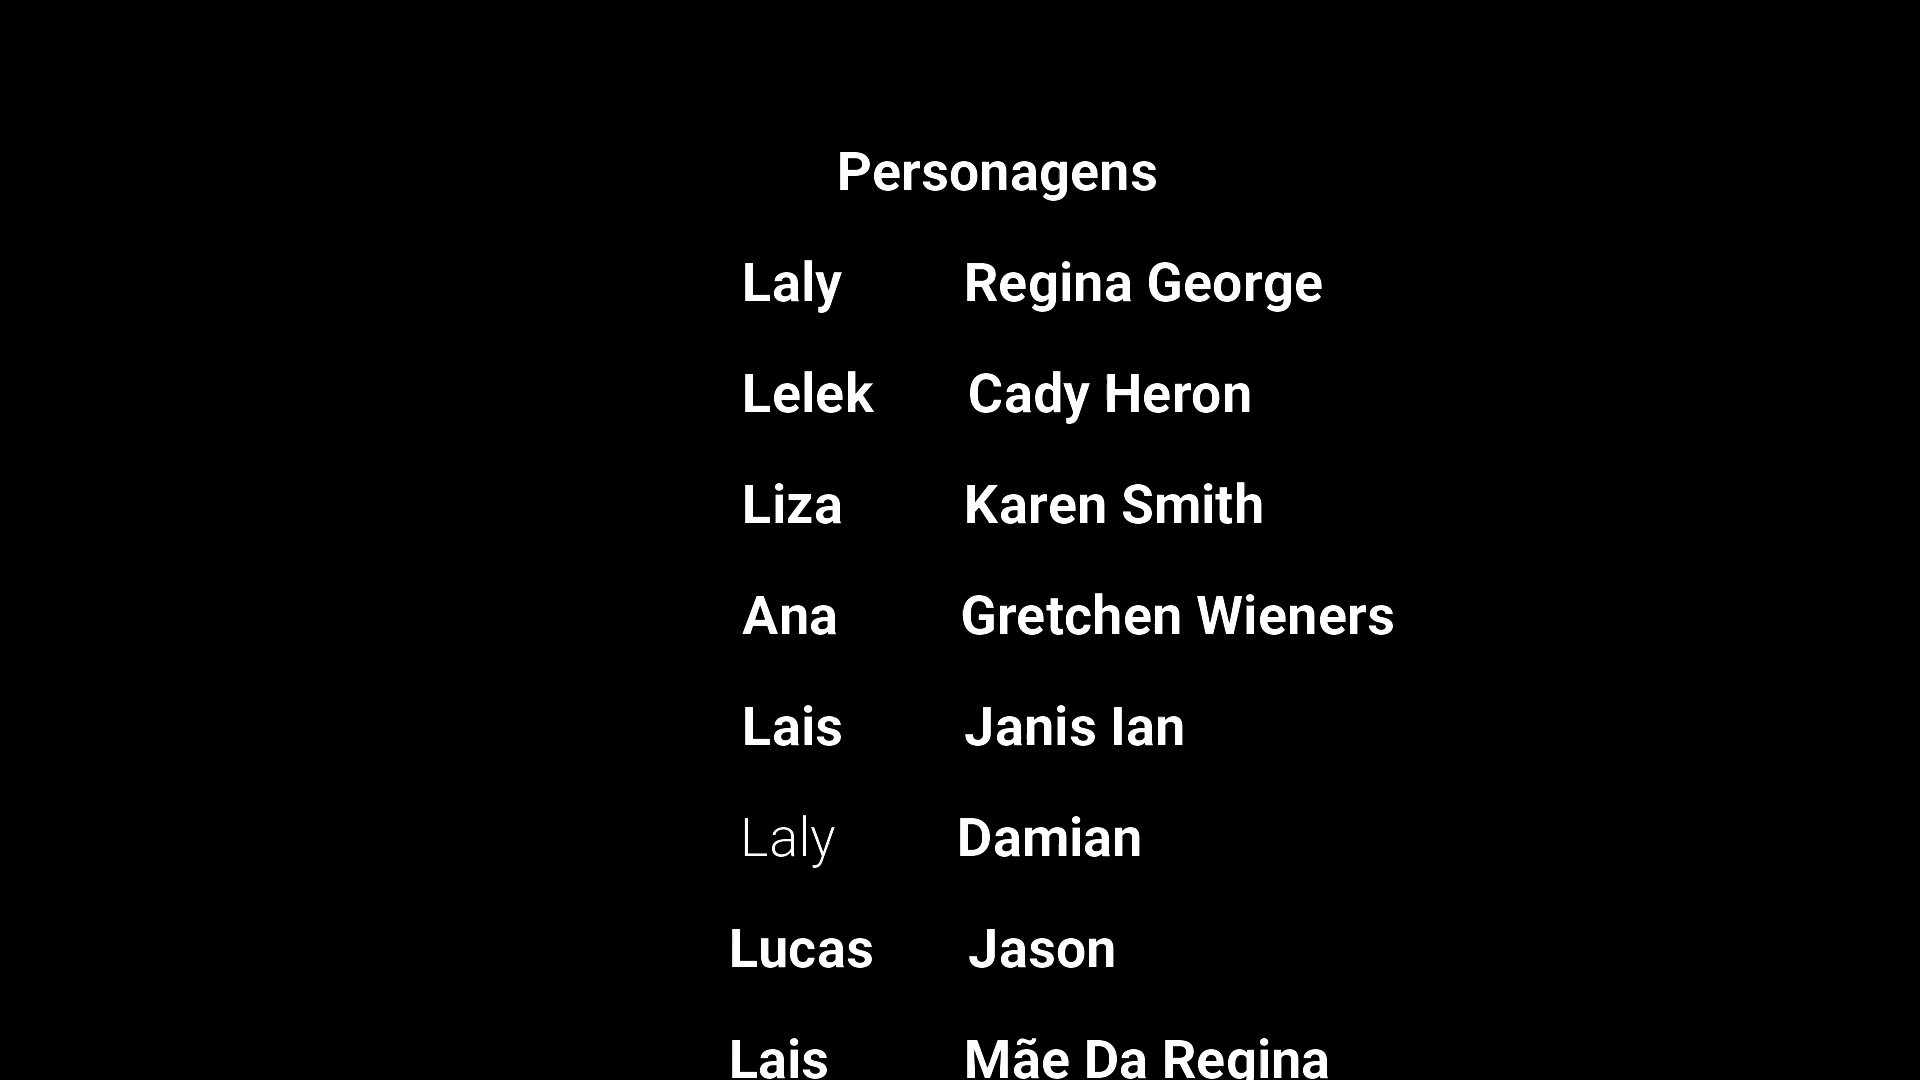 Personagens
Laly Regina George
Lelek Cady Heron
Liza Karen Smith
Ana Gretchen Wieners
Lais Janis Ian
Laly Damian
Lucas Jason
Lais Mãe Da Regina